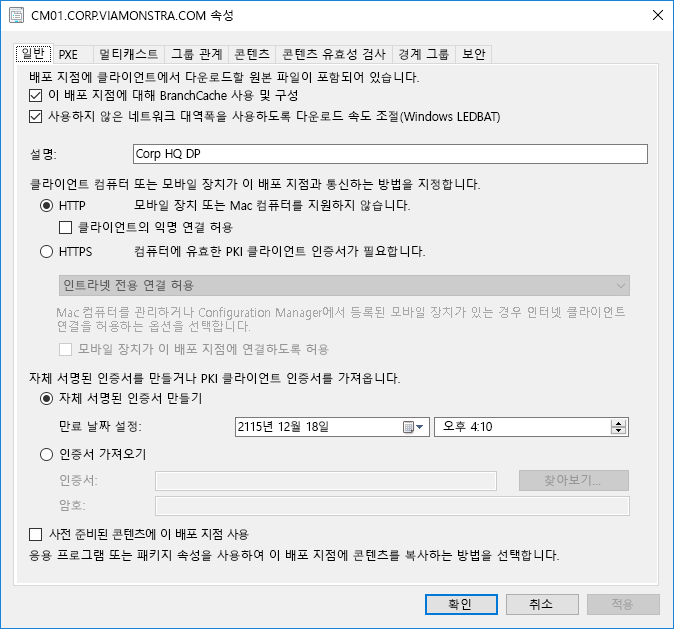 CM01.CORP.VIAMONSTRA.COM 속성
일반 PXE 멀티캐스트 그룹 관계 콘텐츠 콘텐츠 유효성 검사 경계 그룹 보안
배포 지점에 클라이언트에서 다운로드할 원본 파일이 포함되어 있습니다.
이 배포 지점에 대해 BranchCache 사용 및 구성
사용하지 않은 네트워크 대역폭을 사용하도록 다운로드 속도 조절(Windows LEDBAT)
설명: Corp HQ DP
클라이언트 컴퓨터 또는 모바일 장치가 이 배포 지점과 통신하는 방법을 지정합니다.
HTTP 모바일 장치 또는 Mac 컴퓨터를 지원하지 않습니다.
클라이언트의 익명 연결 허용
HTTPS 컴퓨터에 유효한 PKI 클라이언트 인증서가 필요합니다.
인트라넷 전용 연결 허용
Mac 컴퓨터를 관리하거나 Configuration Manager에서 등록된 모바일 장치가 있는 경우 인터넷 클라이언트
연결을 허용하는 옵션을 선택합니다.
모바일 장치가 이 배포 지점에 연결하도록 허용
자체 서명된 인증서를 만들거나 PKI 클라이언트 인증서를 가져옵니다.
자체 서명된 인증서 만들기
만료 날짜 설정: 2115년 12월 18일 오후 4:10
인증서 가져오기
인증서: 찾아보기...
암호:
사전 준비된 콘텐츠에 이 배포 지점 사용
응용 프로그램 또는 패키지 속성을 사용하여 이 배포 지점에 콘텐츠를 복사하는 방법을 선택합니다.
확인 취소 적용